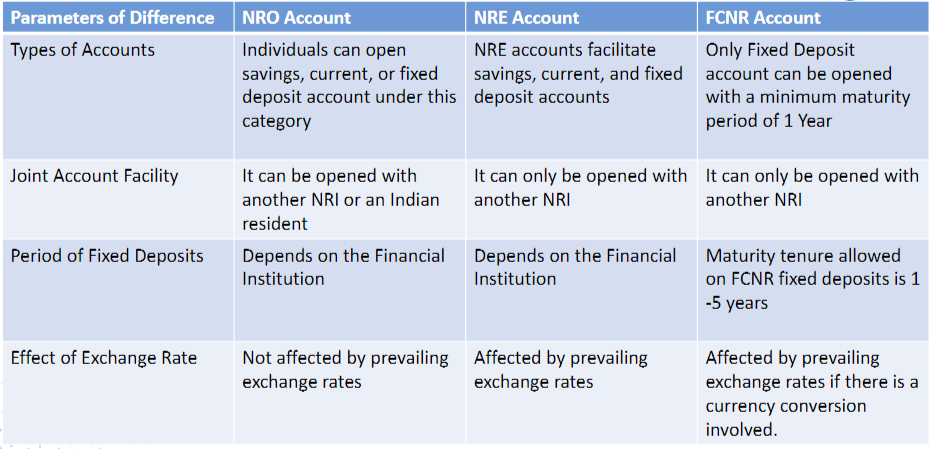 Parameters of Difference
NRO Account
NRE Account
FCNR Account
Types of Accounts
Individuals can open
savings, current, or fixed
deposit account under this
category
NRE accounts facilitate
savings, current, and fixed
deposit accounts
Only Fixed Deposit
account can be opened
with a minimum maturity
period of 1 Year
Joint Account Facility
It can be opened with
another NRI or an Indian
resident
It can only be opened with
another NRI
It can only be opened with
another NRI
Period of Fixed Deposits
Depends on the Financial
Institution
Depends on the Financial
Institution
Maturity tenure allowed
on FCNR fixed deposits is 1
-5 years
Effect of Exchange Rate
Not affected by prevailing
exchange rates
Affected by prevailing
exchange rates
Affected by prevailing
exchange rates if there is a
currency conversion
involved.